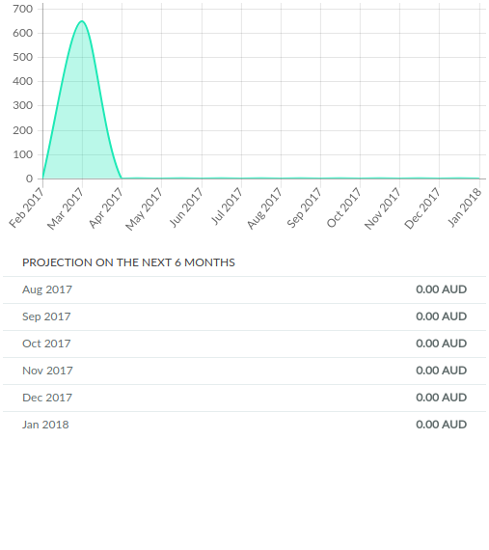 700
600
500
400
300
200
100
0
Feb 2017 Mar 2017 Apr 2017 May 2017 Jun 2017 Jul 2017 Aug 2017 Sep 2017 Oct 2017 Nov 2017 Dec 2017 Jan 2018
PROJECTION ON THE NEXT 6 MONTHS
Aug 2017 0.00 AUD
Sep 2017 0.00 AUD
Oct 2017 0.00 AUD
Nov 2017 0.00 AUD
Dec 2017 0.00 AUD
Jan 2018 0.00 AUD